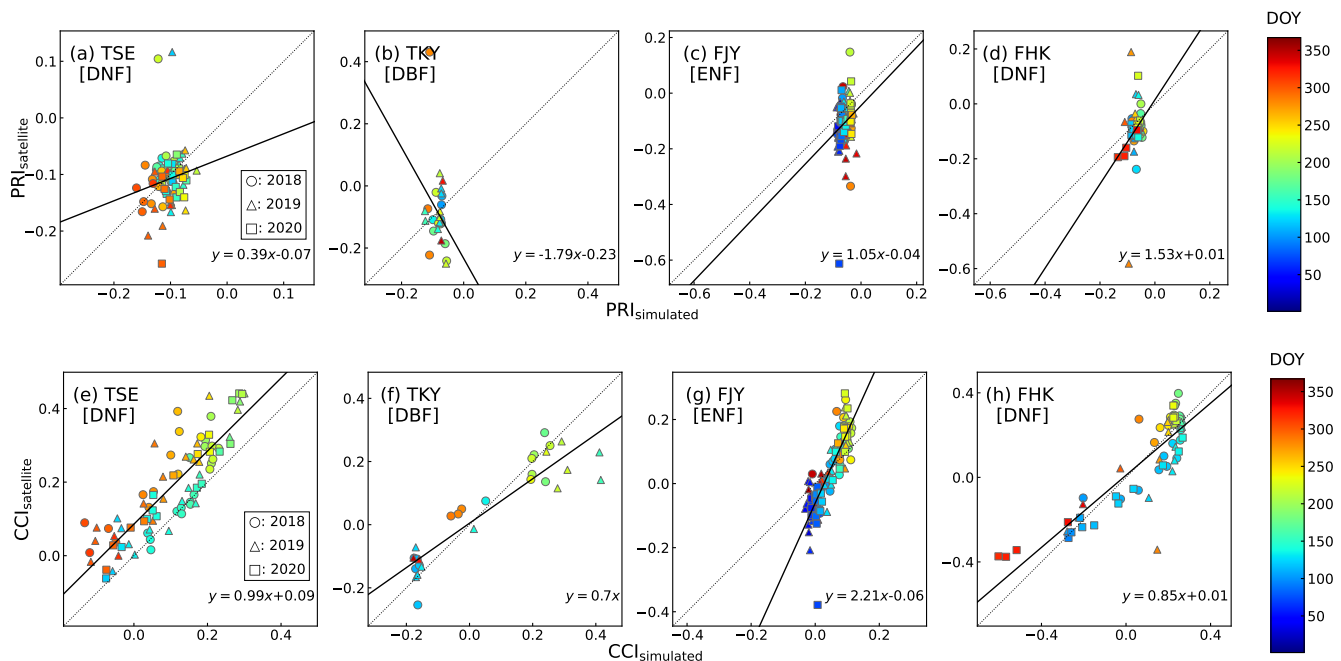 DOY
(a) TSE
[DNF]
0.1
0.0
−0.1
−0.2
−0.2
−0.1
0.0
0.1
○: 2018
△: 2019
□: 2020
y = 0.39x-0.07
PRIsatellite
(b) TKY
[DBF]
0.4
0.2
0.0
−0.2
−0.2
0.0
0.2
0.4
y = -1.79x-0.23
(c) FJY
[ENF]
0.2
0.0
−0.2
−0.4
−0.6
−0.6
−0.4
−0.2
0.0
y = 1.05x-0.04
(d) FHK
[DNF]
0.2
0.0
−0.2
−0.4
−0.6
−0.6
−0.4
−0.2
0.0
0.2
y = 1.53x+0.01
350
300
250
200
150
100
50
PRIsimulated
DOY
(e) TSE
[DNF]
0.4
0.2
0.0
0.0
0.2
0.4
○: 2018
△: 2019
□: 2020
y = 0.99x+0.09
CCIsatellite
(f) TKY
[DBF]
0.4
0.2
0.0
−0.2
−0.2
0.0
0.2
0.4
y = 0.7x
(g) FJY
[ENF]
0.2
0.0
−0.2
−0.4
−0.4
−0.2
0.0
0.2
y = 2.21x-0.06
(h) FHK
[DNF]
0.4
0.2
0.0
−0.2
−0.4
−0.4
0.0
0.4
y = 0.85x+0.01
350
300
250
200
150
100
50
CCIsimulated